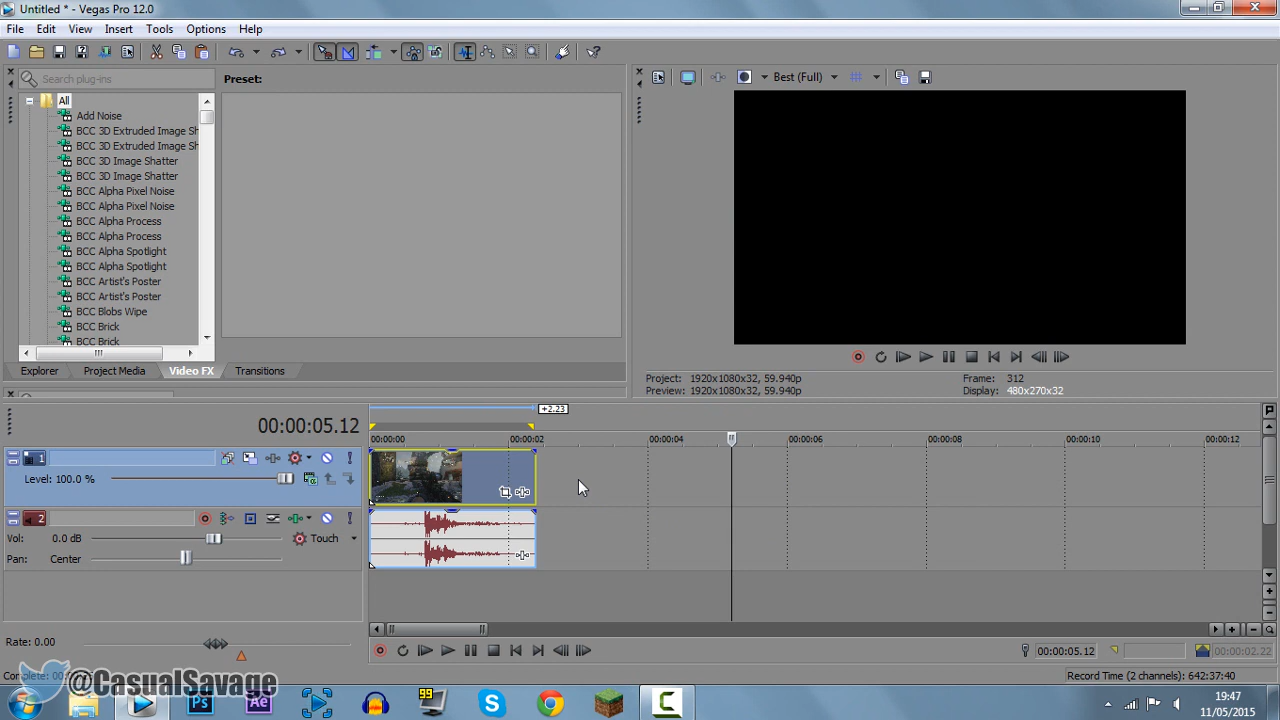 Untitled * - Vegas Pro 12.0
File Edit View Insert Tools Options Help
Search plug-ins
Preset:
Best (Full)
All
Add Noise
BCC 3D Extruded Image Sh
BCC 3D Extruded Image Sh
BCC 3D Image Shatter
BCC 3D Image Shatter
BCC Alpha Pixel Noise
BCC Alpha Pixel Noise
BCC Alpha Process
BCC Alpha Process
BCC Alpha Spotlight
BCC Alpha Spotlight
BCC Artist's Poster
BCC Artist's Poster
BCC Blobs Wipe
BCC Brick
BCC Brick
Explorer Project Media Video FX Transitions
Project: 1920x1080x32, 59.940p Frame: 312
Preview: 1920x1080x32, 59.940p Display: 480x270x32
+2.23
00:00:05.12
00:00:00 00:00:02 00:00:04 00:00:06 00:00:08 00:00:10 00:00:12
1
Level: 100.0 %
2
Vol: 0.0 dB Touch
Pan: Center
Rate: 0.00
00:00:05.12 00:00:02.22
Complete: 00: Record Time (2 channels): 642:37:40
@CasualSavage
Ps Ae 99
19:47
11/05/2015